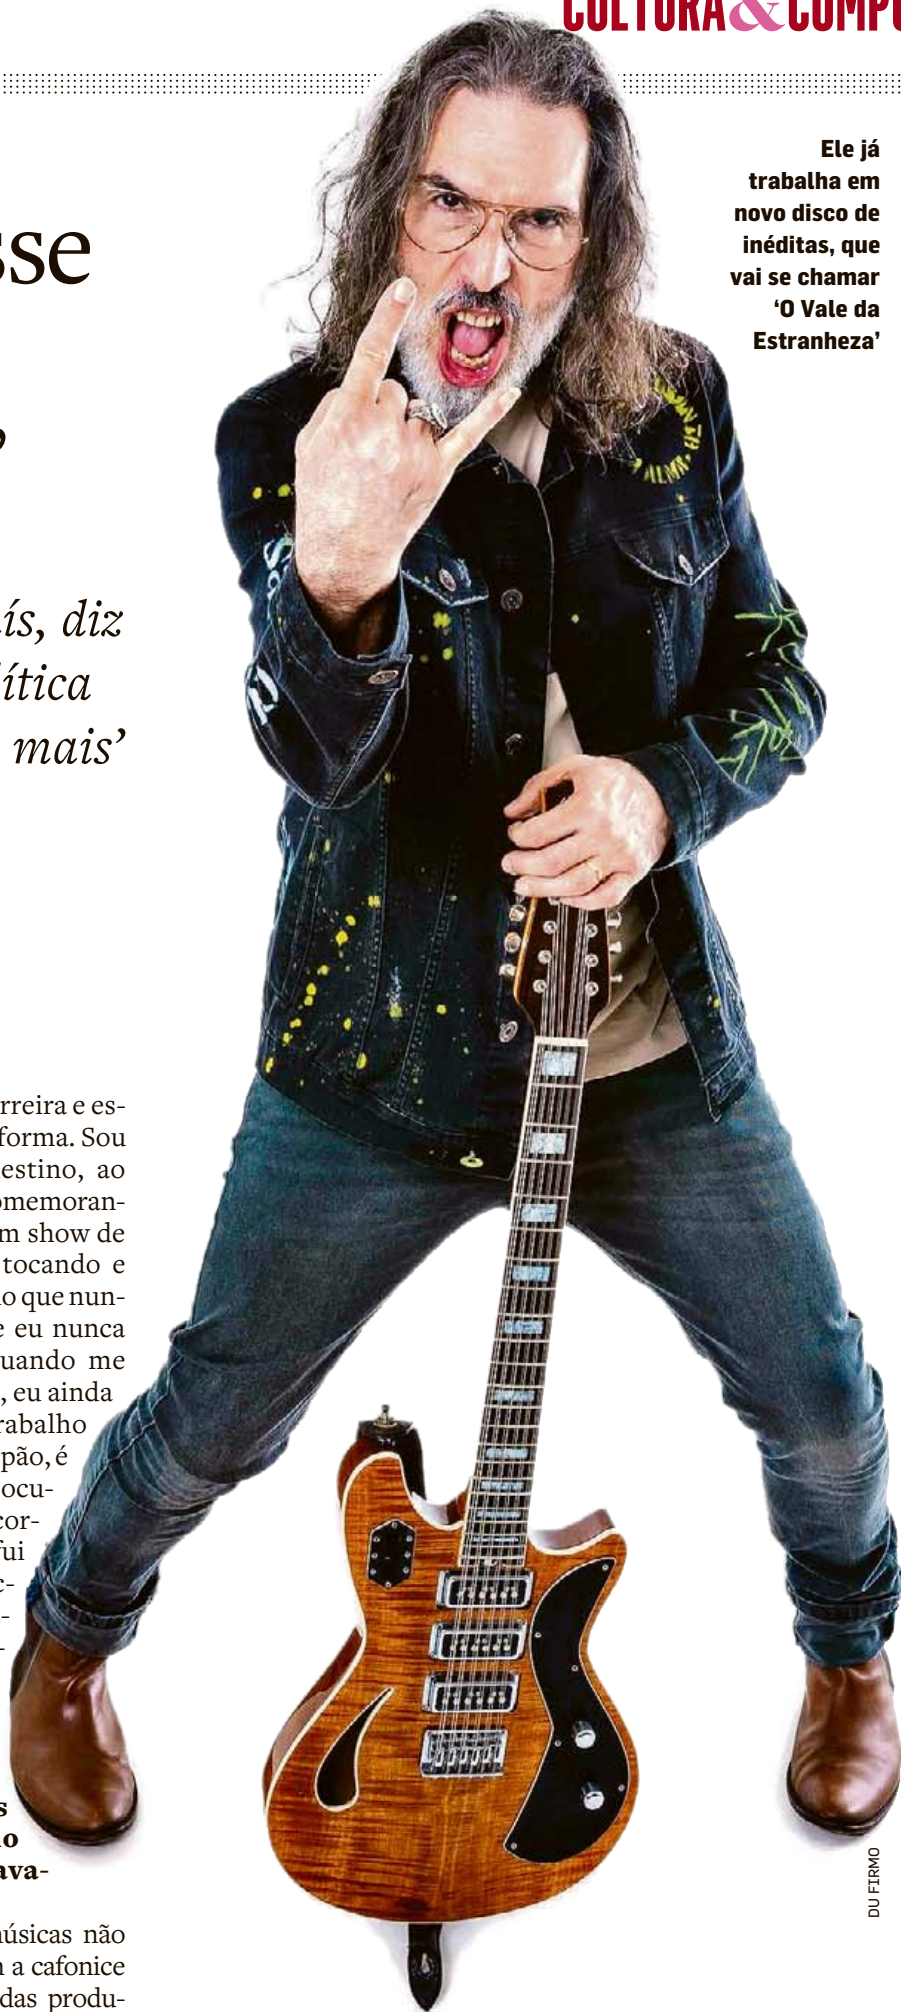 CULTURA&COMPO
sse
ís, diz
ítica
mais’
Ele já
trabalha em
novo disco de
inéditas, que
vai se chamar
‘O Vale da
Estranheza’
rreira e es-
forma. Sou
estino, ao
omemoran-
m show de
tocando e
o que nun-
e eu nunca
uando me
, eu ainda
rabalho
pão, é
ocu-
cor-
fui
c-
-
-
s
o
ava-
úsicas não
a cafonice
das produ-
DU FIRMO